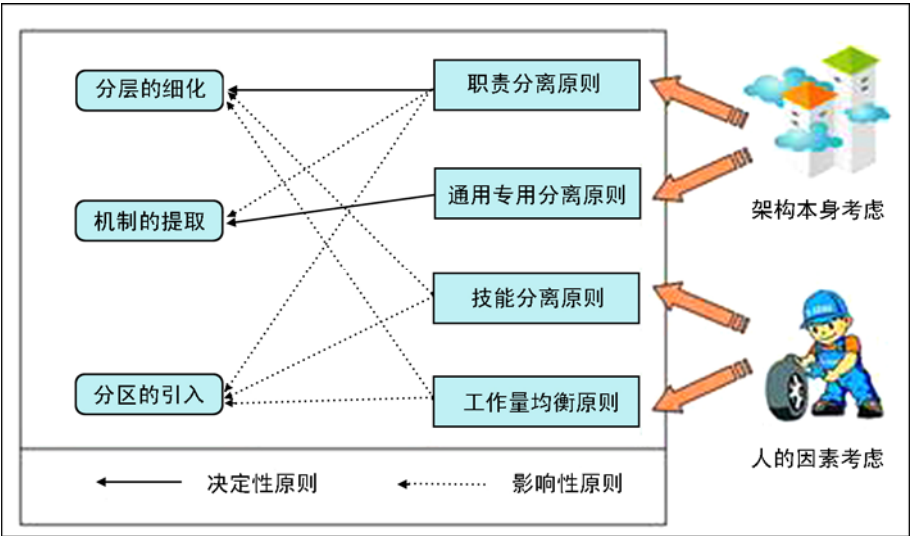 分层的细化
职责分离原则
机制的提取
通用专用分离原则
架构本身考虑
技能分离原则
分区的引入
工作量均衡原则
人的因素考虑
决定性原则
影响性原则